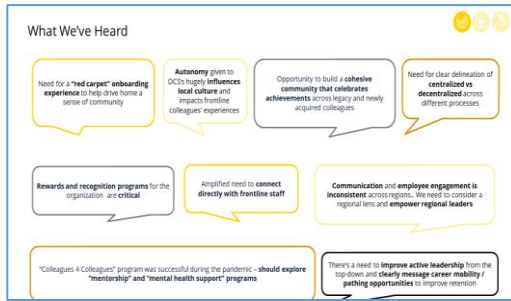 What We've Heard
Need for a "red carpet" onboarding
experience to help drive home a
sense of community
Autonomy given to
DCS's hugely influences
local culture and
impacts frontline
colleagues' experiences
Opportunity to build a cohesive
community that celebrates
achievements across legacy and newly
acquired colleagues
Need for clear delineation of
centralized vs
decentralized across
different processes
Rewards and recognition programs for the
organization are critical
Amplified need to connect
directly with frontline staff
Communication and employee engagement is
inconsistent across regions.. We need to consider a
regional lens and empower regional leaders
"Colleagues 4 Colleagues" program was successful during the pandemic – should explore
"mentorship" and "mental health support" programs
There's a need to improve active leadership from the
top-down and clearly message career mobility /
pathing opportunities to improve retention